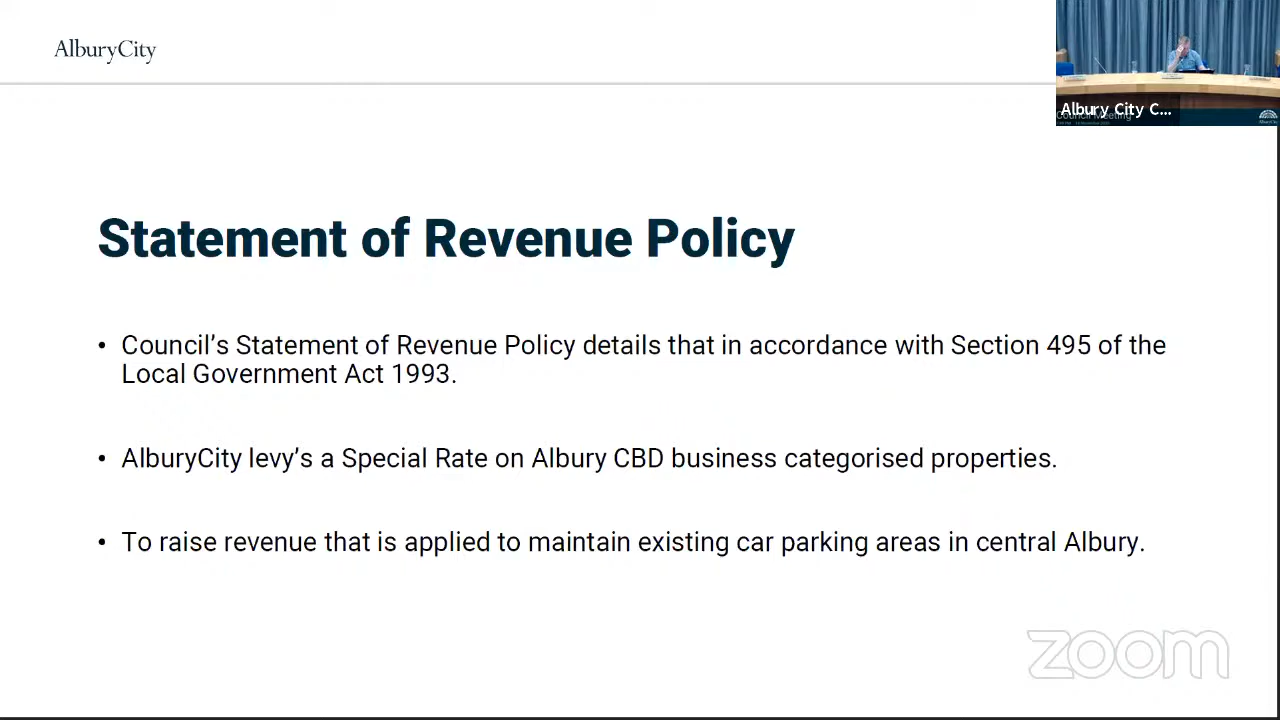 AlburyCity
Albury City C...
Council Meeting
Statement of Revenue Policy
• Council’s Statement of Revenue Policy details that in accordance with Section 495 of the
Local Government Act 1993.
• AlburyCity levy’s a Special Rate on Albury CBD business categorised properties.
• To raise revenue that is applied to maintain existing car parking areas in central Albury.
zoom